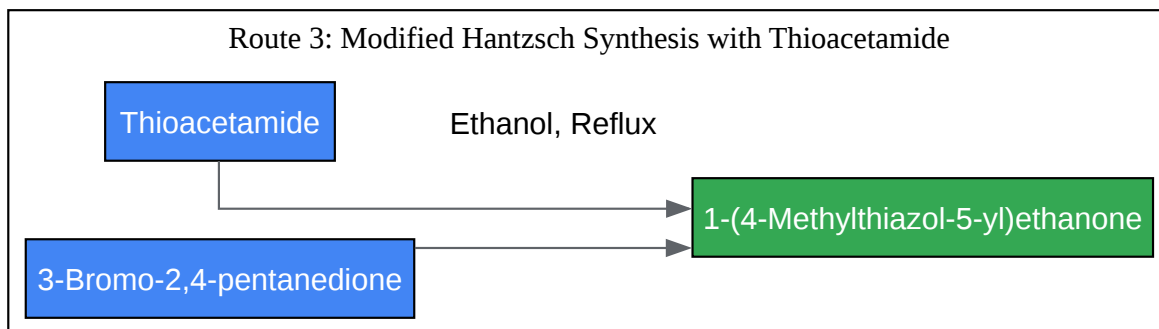 Route 3: Modified Hantzsch Synthesis with Thioacetamide
Thioacetamide
Ethanol, Reflux
1-(4-Methylthiazol-5-yl)ethanone
3-Bromo-2,4-pentanedione